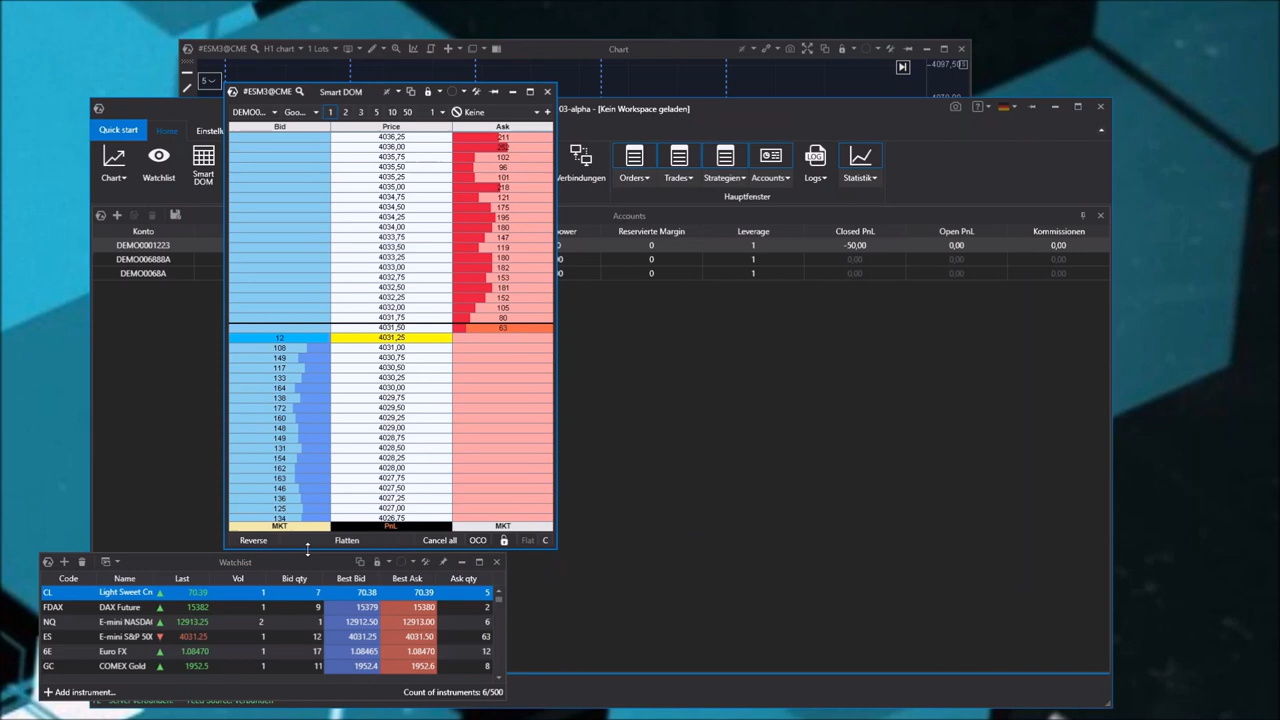 #ESM3@CME H1 chart 1 Lots Chart
5 4097,50
#ESM3@CME Smart DOM
03-alpha - [Kein Workspace geladen]
DEMO0... Goo... 1 2 3 5 10 50 1 Keine
Bid Price Ask
4036,25 211
4036,00 252
4035,75 102
4035,50 96
4035,25 101
4035,00 218
4034,75 121
4034,50 175
4034,25 195
4034,00 180
4033,75 147
4033,50 119
4033,25 180
4033,00 182
4032,75 153
4032,50 181
4032,25 152
4032,00 105
4031,75 80
4031,50 63
12 4031,25
108 4031,00
149 4030,75
117 4030,50
133 4030,25
164 4030,00
138 4029,75
172 4029,50
160 4029,25
148 4029,00
149 4028,75
131 4028,50
154 4028,25
162 4028,00
163 4027,75
146 4027,50
136 4027,25
125 4027,00
134 4026,75
MKT PnL MKT
Reverse Flatten Cancel all OCO Flat C
Quick start Home Einstell
Chart Watchlist Smart DOM
Verbindungen Orders Trades Strategien Accounts Logs Statistik
Hauptfenster
Accounts
Konto power Reservierte Margin Leverage Closed PnL Open PnL Kommissionen
DEMO0001223 0 0 1 -50,00 0,00 0,00
DEMO006888A 0 1 0,00 0,00 0,00
DEMO0068A 0 1 0,00 0,00 0,00
Watchlist
Code Name Last Vol Bid qty Best Bid Best Ask Ask qty
CL Light Sweet Cr 70.39 1 7 70.38 70.39 5
FDAX DAX Future 15382 1 9 15379 15380 2
NQ E-mini NASDA 12913.25 2 1 12912.50 12913.00 6
ES E-mini S&P 50 4031.25 1 12 4031.25 4031.50 63
6E Euro FX 1.08470 1 17 1.08465 1.08470 12
GC COMEX Gold 1952.5 1 11 1952.4 1952.6 8
Add instrument... Count of instruments: 6/500